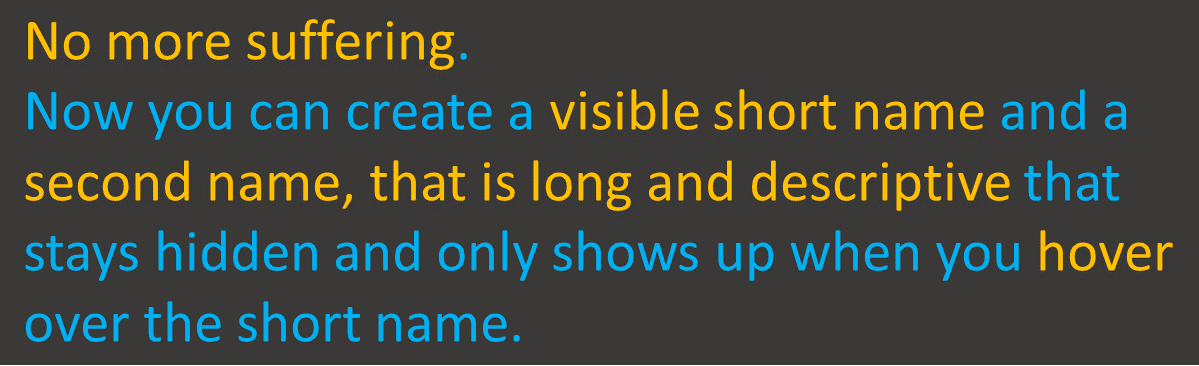 No more suffering.
Now you can create a visible short name and a
second name, that is long and descriptive that
stays hidden and only shows up when you hover
over the short name.